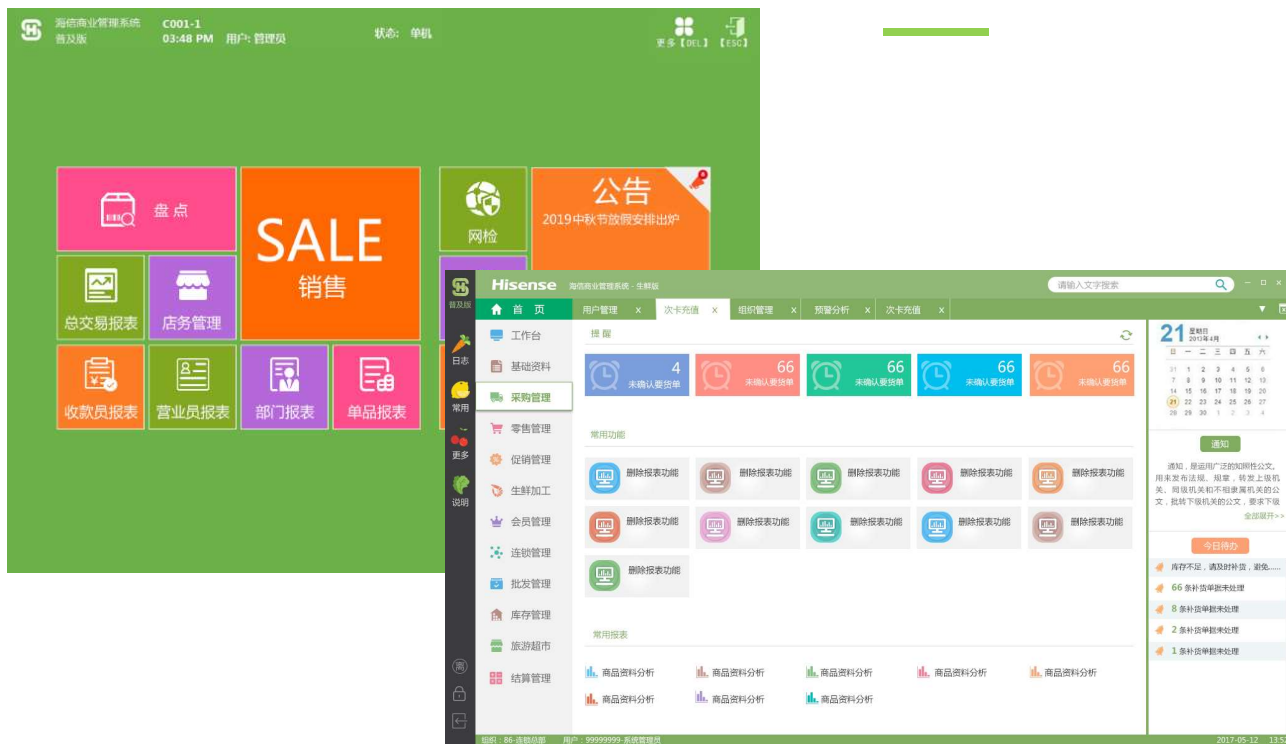 海信商业管理系统
普及版
C001-1
03:48 PM 用户: 管理员
状态: 单机
更多【DEL】
【ESC】
盘点
SALE
销售
网检
公告
2019中秋节放假安排出炉
总交易报表
店务管理
收款员报表
营业员报表
部门报表
单品报表
普及版
日志
常用
更多
说明
离
Hisense 海信商业管理系统 - 生鲜版
请输入文字搜索
首 页
用户管理 x
次卡充值 x
组织管理 x
预警分析 x
次卡充值 x
工作台
基础资料
采购管理
零售管理
促销管理
生鲜加工
会员管理
连锁管理
批发管理
库存管理
旅游超市
结算管理
提 醒
4
未确认要货单
66
未确认要货单
66
未确认要货单
66
未确认要货单
66
未确认要货单
常用功能
删除报表功能 删除报表功能 删除报表功能 删除报表功能 删除报表功能
删除报表功能 删除报表功能 删除报表功能 删除报表功能 删除报表功能
删除报表功能
常用报表
商品资料分析 商品资料分析 商品资料分析 商品资料分析 商品资料分析
商品资料分析 商品资料分析 商品资料分析
21 星期日
2013年4月
日 一 二 三 四 五 六
31 1 2 3 4 5 6
7 8 9 10 11 12 13
14 15 16 17 18 19 20
21 22 23 24 25 26 27
28 29 30 1 2 3 4
通知
通知，是运用广泛的知照性公文。
用来发布法规、规章，转发上级机
关、同级机关和不相隶属机关的公
文，批转下级机关的公文，要求下级
全部展开>>
今日待办
库存不足，请及时补货，避免......
66 条补货单据未处理
8 条补货单据未处理
2 条补货单据未处理
1 条补货单据未处理
组织：86-连锁总部 用户：99999999-系统管理员
2017-05-12